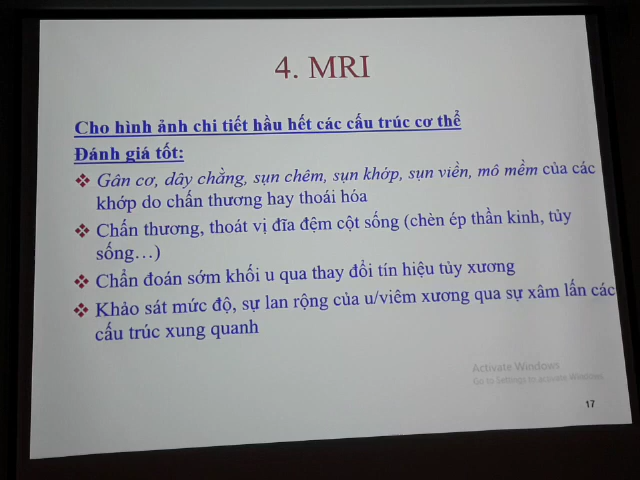 4. MRI
Cho hình ảnh chi tiết hầu hết các cấu trúc cơ thể
Đánh giá tốt:
❖ Gân cơ, dây chằng, sụn chêm, sụn khớp, sụn viền, mô mềm của các
khớp do chấn thương hay thoái hóa
❖ Chấn thương, thoát vị đĩa đệm cột sống (chèn ép thần kinh, tủy
sống…)
❖ Chẩn đoán sớm khối u qua thay đổi tín hiệu tủy xương
❖ Khảo sát mức độ, sự lan rộng của u/viêm xương qua sự xâm lấn các
cấu trúc xung quanh
Activate Windows
Go to Settings to activate Windows.
17